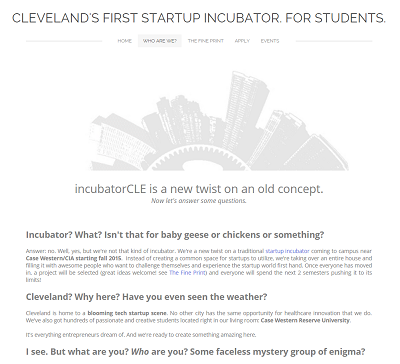 CLEVELAND'S FIRST STARTUP INCUBATOR. FOR STUDENTS.
HOME WHO ARE WE? THE FINE PRINT APPLY EVENTS
incubatorCLE is a new twist on an old concept.
Now let's answer some questions.
Incubator? What? Isn't that for baby geese or chickens or something?
Answer: no. Well, yes, but we're not that kind of incubator. We're a new twist on a traditional startup incubator coming to campus near
Case Western/CIA starting fall 2015. Instead of creating a common space for startups to utilize, we're taking over an entire house and
filling it with awesome people who want to challenge themselves and experience the startup world first hand. Once everyone has moved
in, a project will be selected (great ideas welcome! see The Fine Print) and everyone will spend the next 2 semesters pushing it to its
limits!
Cleveland? Why here? Have you even seen the weather?
Cleveland is home to a blooming tech startup scene. No other city has the same opportunity for healthcare innovation that we do.
We've also got hundreds of passionate and creative students located right in our living room: Case Western Reserve University.
It's everything entrepreneurs dream of. And we're ready to create something amazing here.
I see. But what are you? Who are you? Some faceless mystery group of enigma?